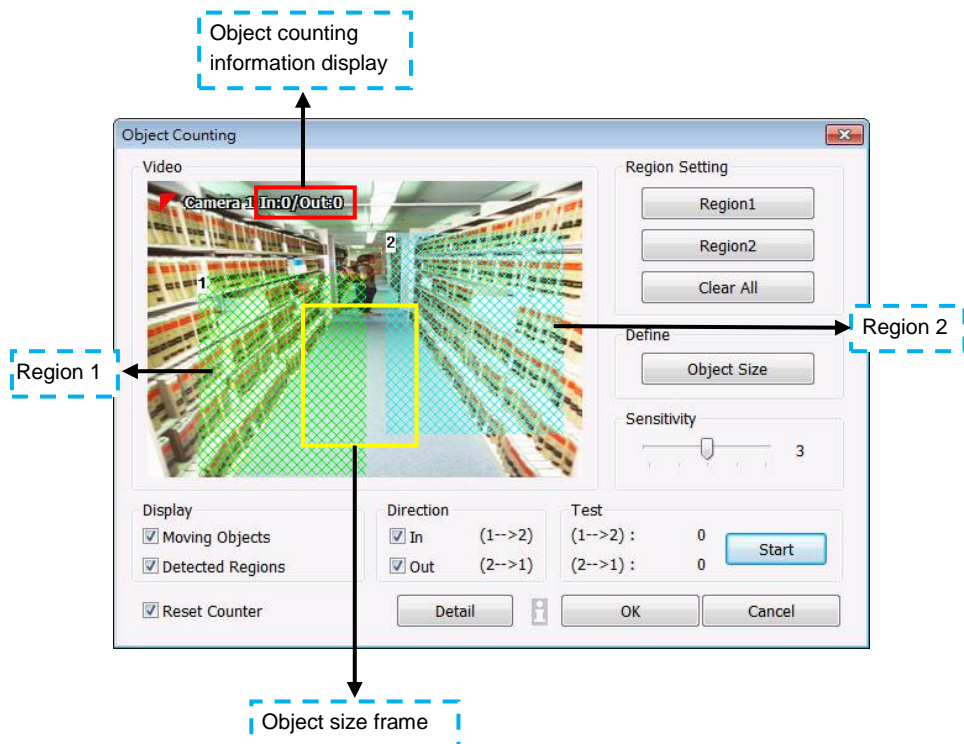 Object counting
information display
Object Counting
Video
Camera 1 In:0/Out:0
1
2
Region Setting
Region1
Region2
Clear All
Define
Object Size
Sensitivity
3
Region 1
Region 2
Display
Moving Objects
Detected Regions
Direction
In (1-->2)
Out (2-->1)
Test
(1-->2) : 0
(2-->1) : 0
Start
Reset Counter
Detail
OK
Cancel
Object size frame